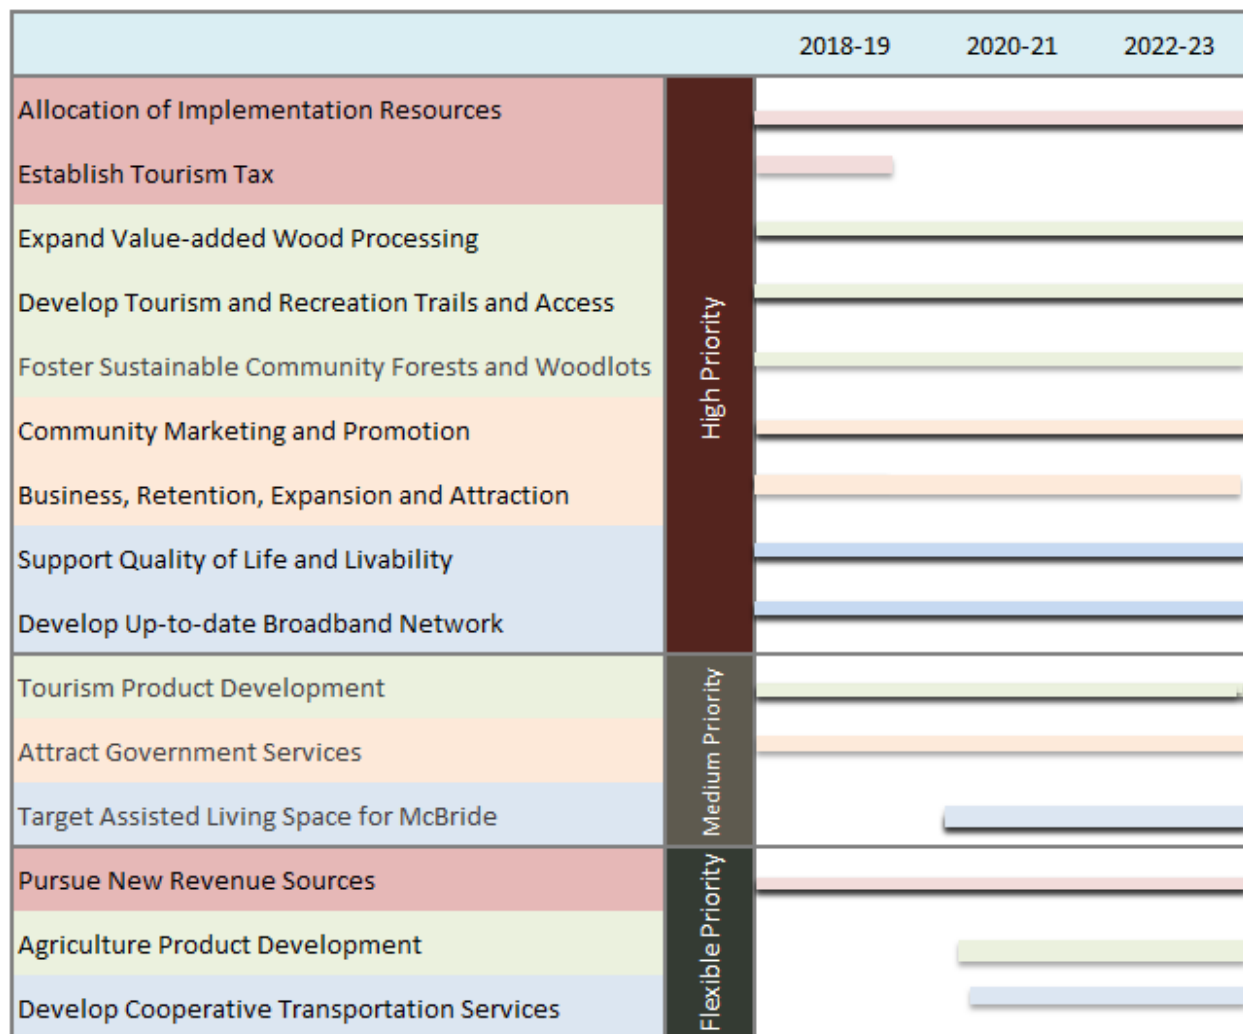 2018-19 2020-21 2022-23
Allocation of Implementation Resources
Establish Tourism Tax
Expand Value-added Wood Processing
Develop Tourism and Recreation Trails and Access
Foster Sustainable Community Forests and Woodlots
Community Marketing and Promotion
Business, Retention, Expansion and Attraction
Support Quality of Life and Livability
Develop Up-to-date Broadband Network
High Priority
Tourism Product Development
Attract Government Services
Target Assisted Living Space for McBride
Medium Priority
Pursue New Revenue Sources
Agriculture Product Development
Develop Cooperative Transportation Services
Flexible Priority